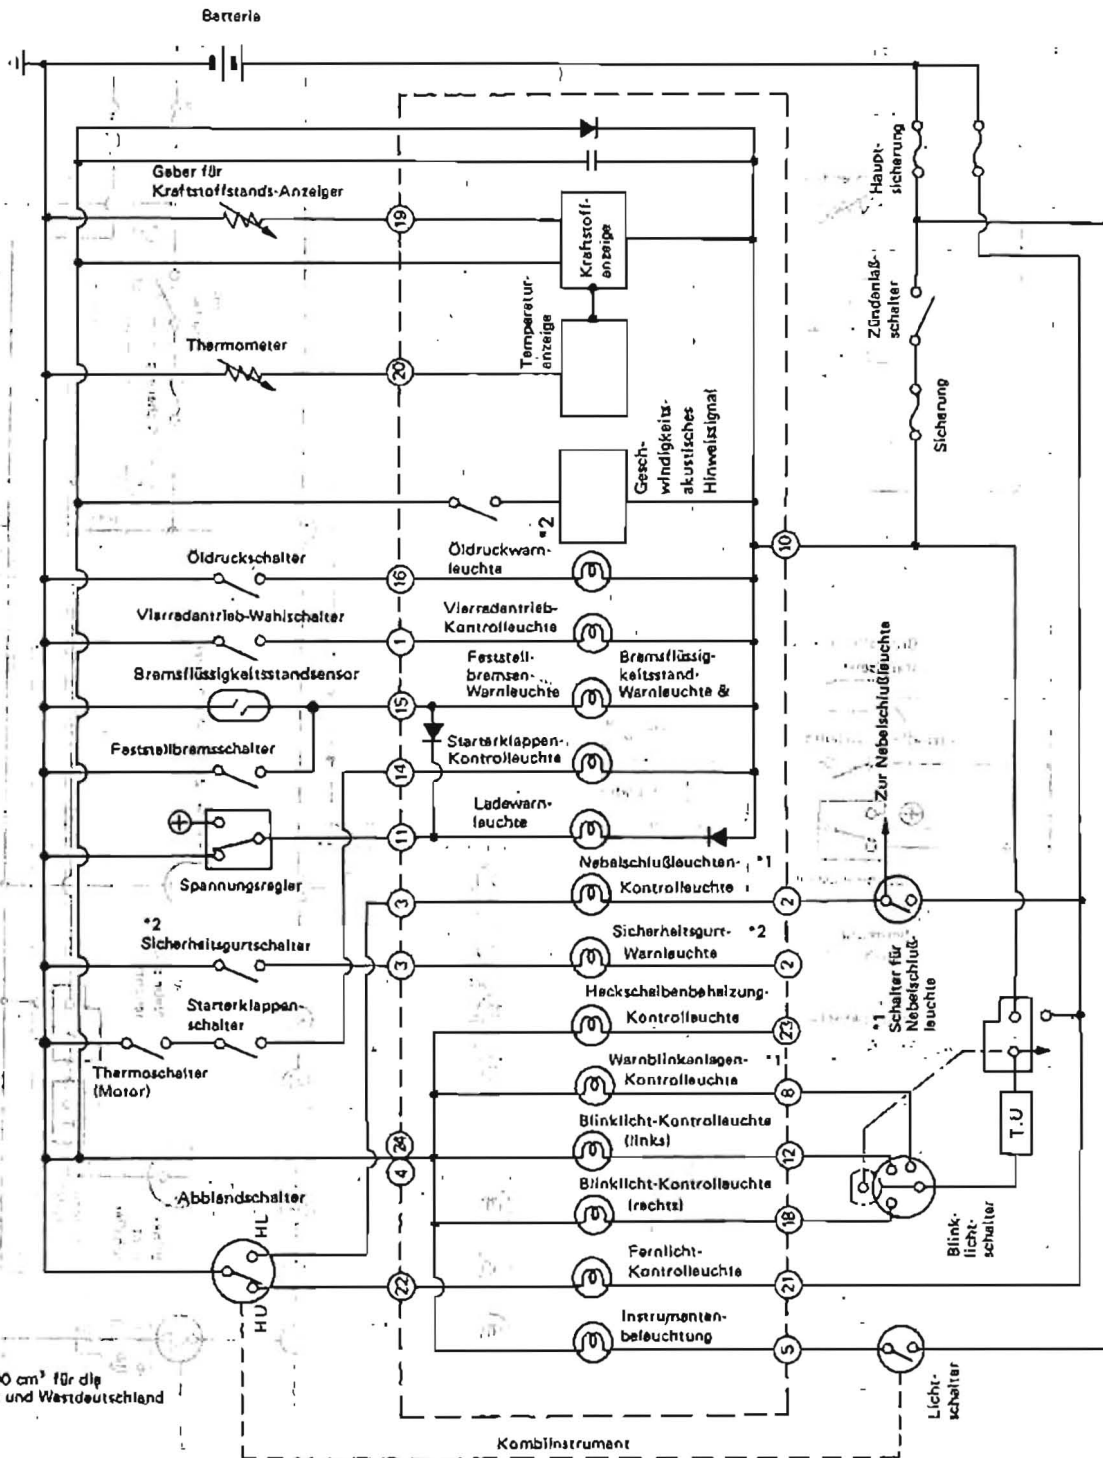 Batterie
Geber für
Kraftstoffstands-Anzeiger
19
Kraftstoff-
anzeige
Haupt-
sicherung
Zündanlaß-
schalter
Thermometer
20
Temperatur-
anzeige
Sicherung
Gesch-
windigkeits-
akustisches
Hinweissignal
*2
10
Öldruckschalter
16
Öldruckwarn-
leuchte
Vierradantrieb-Wahlschalter
1
Vierradantrieb-
Kontrolleuchte
Bremsflüssigkeitsstandsensor
15
Feststell-
bremsen-
Warnleuchte
Bremsflüssig-
keitsstand-
Warnleuchte &
Zur Nebelschlußleuchte
Feststellbremsschalter
14
Starterklappen-
Kontrolleuchte
11
Ladewarn-
leuchte
Spannungsregler
3
Nebelschlußleuchten- *1
Kontrolleuchte
2
*2
Sicherheitsgurtschalter
3
Sicherheitsgurt- *2
Warnleuchte
2
*1
Schalter für
Nebelschluß-
leuchte
Starterklappen-
schalter
Heckscheibenbeheizung-
Kontrolleuchte
23
Thermoschalter
(Motor)
Warnblinkanlagen- *1
Kontrolleuchte
8
T.U
24
4
Blinklicht-Kontrolleuchte
(links)
12
Abblendschalter
Blinklicht-Kontrolleuchte
(rechts)
18
Blink-
licht-
schalter
HL
HU
22
Fernlicht-
Kontrolleuchte
21
Instrumenten-
beleuchtung
5
Licht-
schalter
0 cm³ für die
und Westdeutschland
Kombiinstrument